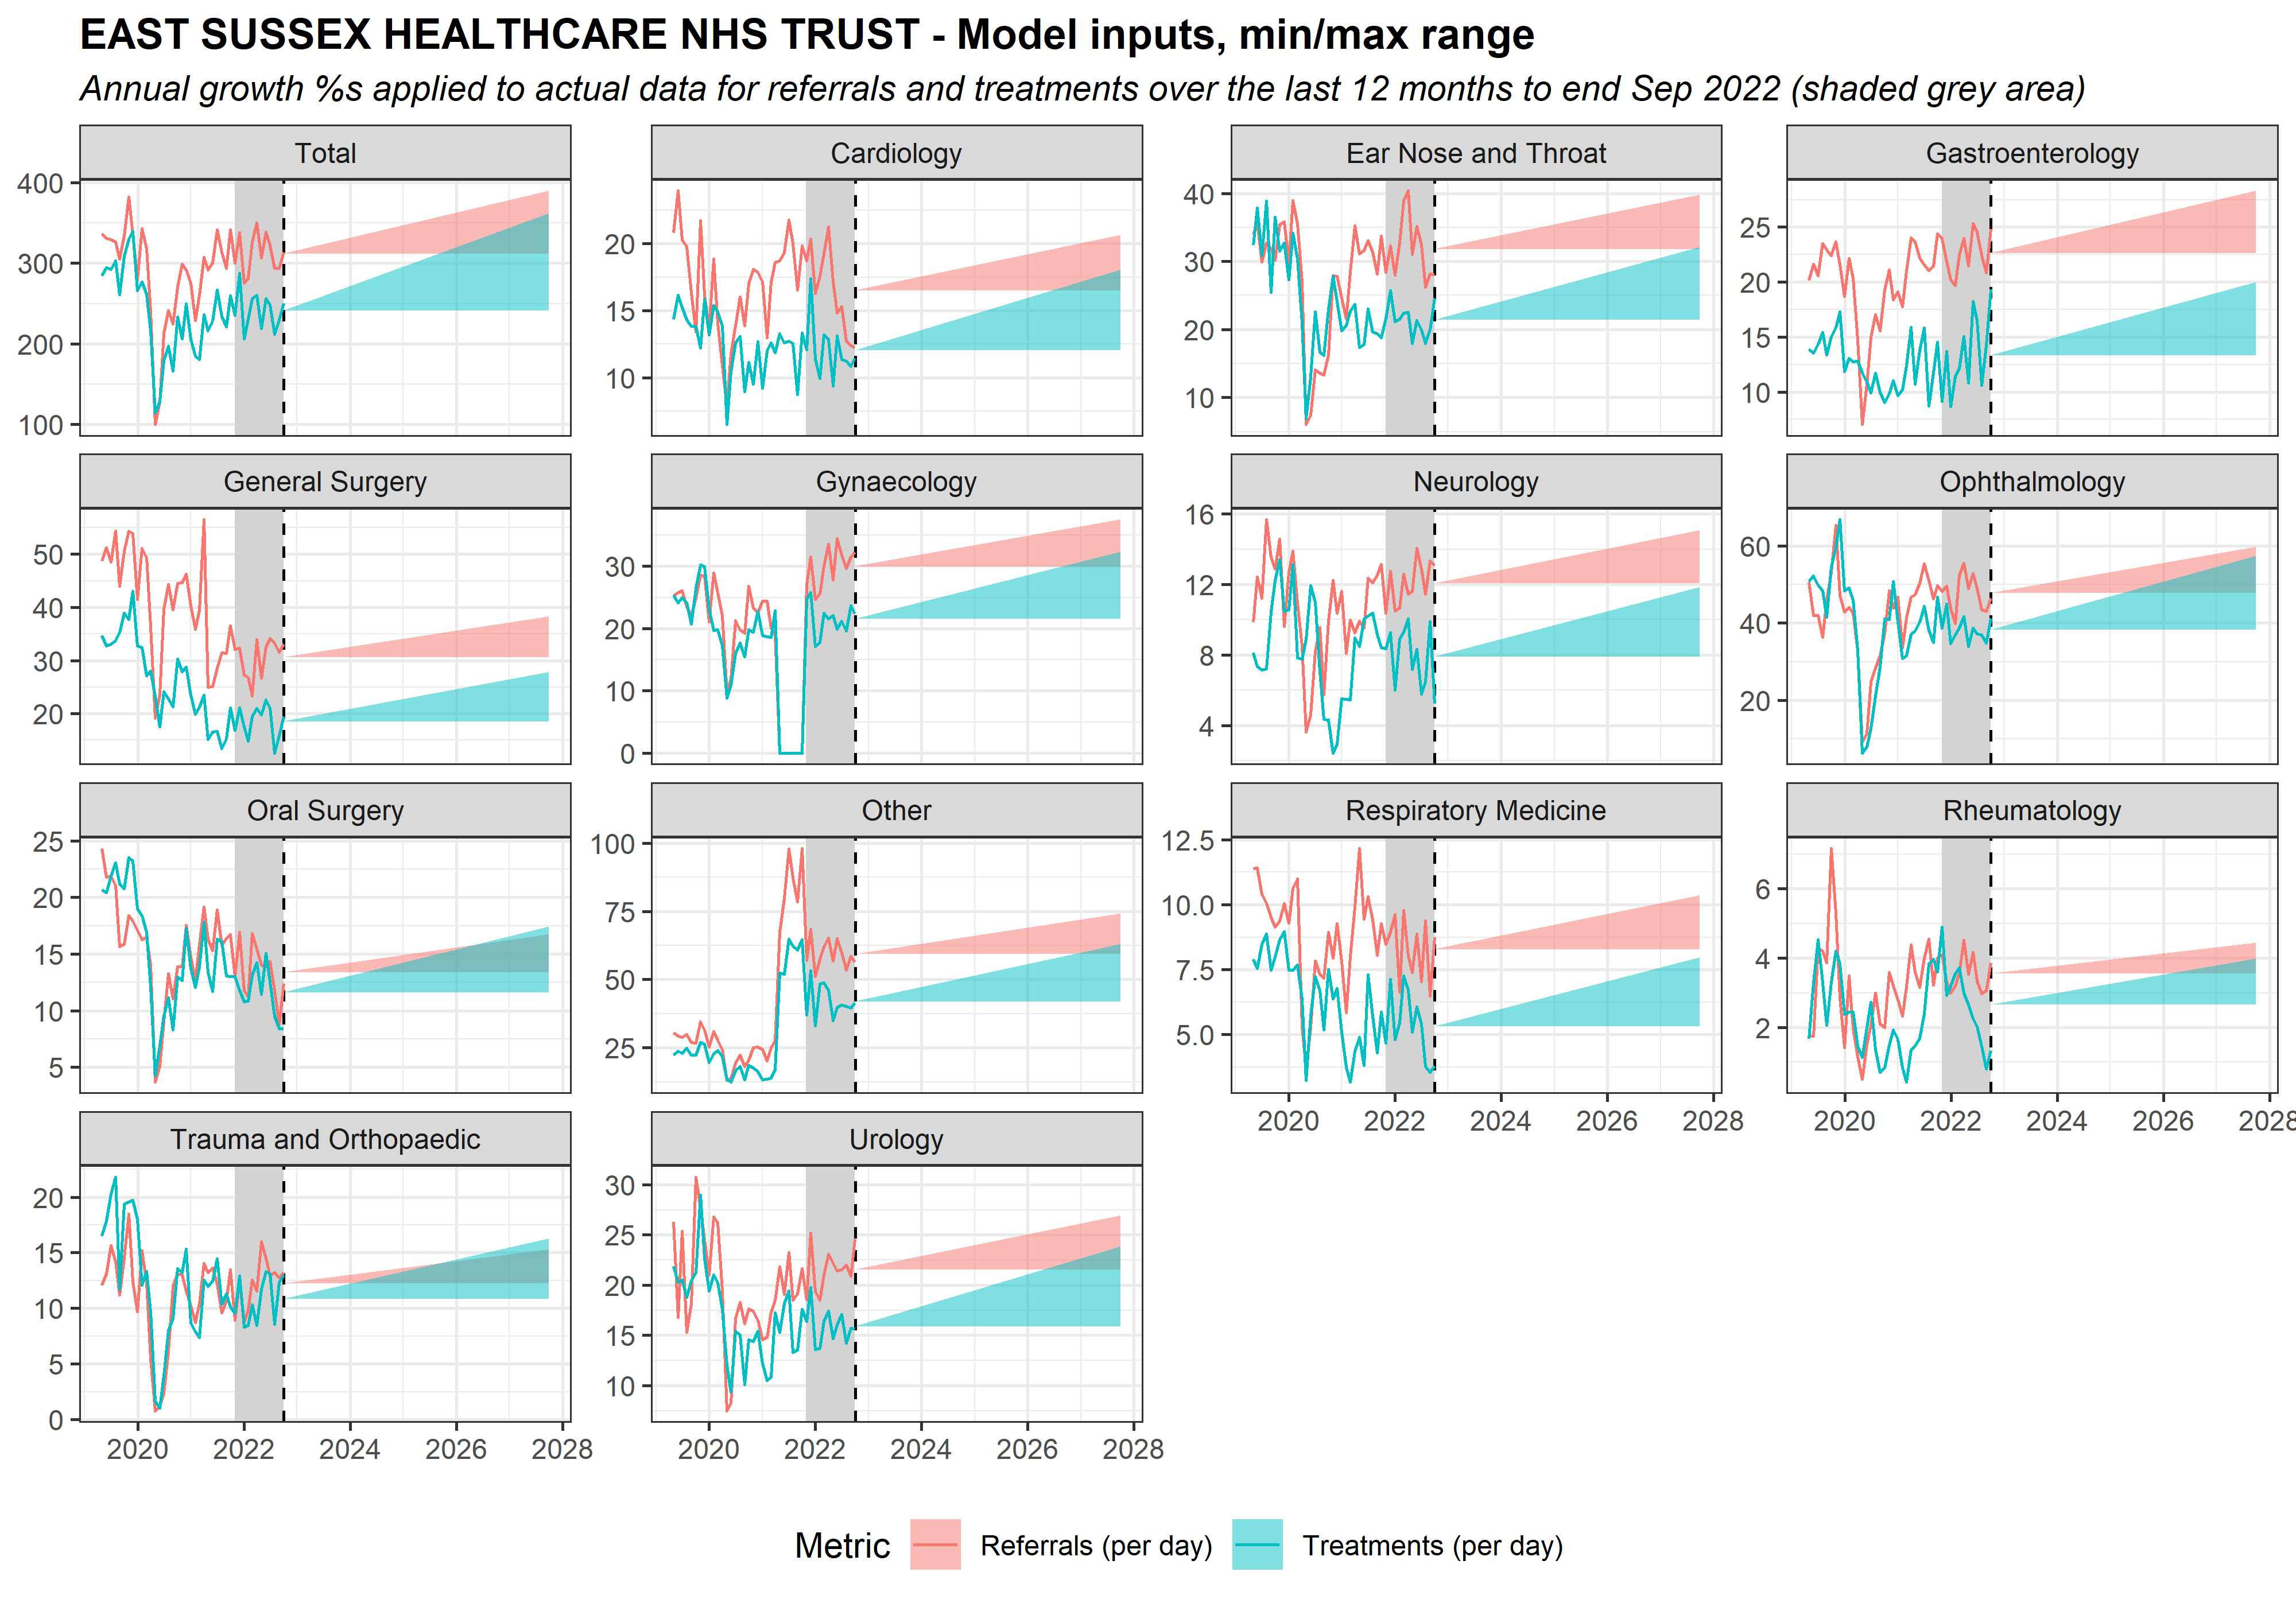 EAST SUSSEX HEALTHCARE NHS TRUST - Model inputs, min/max range
Annual growth %s applied to actual data for referrals and treatments over the last 12 months to end Sep 2022 (shaded grey area)
Total
Cardiology
Ear Nose and Throat
Gastroenterology
400
300
200
100
20
15
10
40
30
20
10
25
20
15
10
General Surgery
Gynaecology
Neurology
Ophthalmology
50
40
30
20
30
20
10
0
16
12
8
4
60
40
20
Oral Surgery
Other
Respiratory Medicine
Rheumatology
25
20
15
10
5
100
75
50
25
12.5
10.0
7.5
5.0
6
4
2
2020 2022 2024 2026 2028
2020 2022 2024 2026 2028
Trauma and Orthopaedic
Urology
20
15
10
5
0
30
25
20
15
10
2020 2022 2024 2026 2028
2020 2022 2024 2026 2028
Metric Referrals (per day) Treatments (per day)